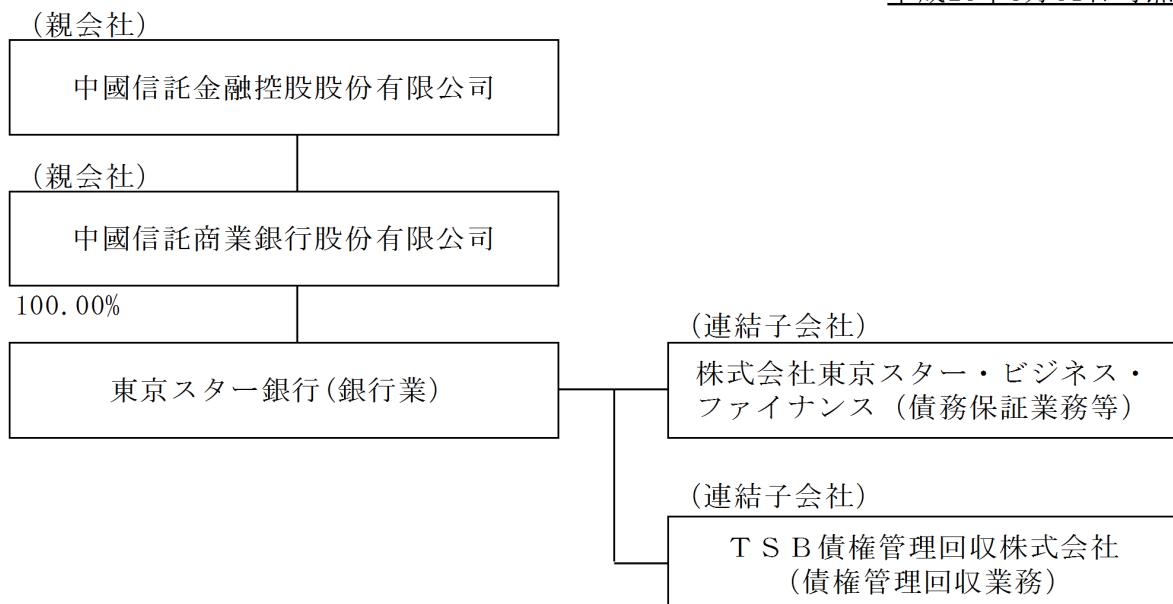 (親会社)
中國信託金融控股股份有限公司
(親会社)
中國信託商業銀行股份有限公司
100.00%
東京スター銀行(銀行業)
(連結子会社)
株式会社東京スター・ビジネス・
ファイナンス（債務保証業務等）
(連結子会社)
ＴＳＢ債権管理回収株式会社
(債権管理回収業務)